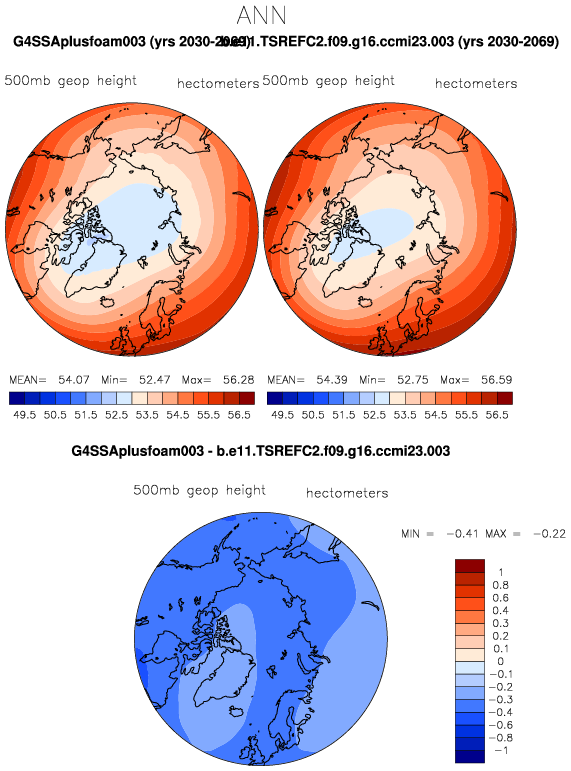 ANN
G4SSAplusfoam003 (yrs 2030-2069) b.e11.TSREFC2.f09.g16.ccmi23.003 (yrs 2030-2069)
500mb geop height hectometers 500mb geop height hectometers
MEAN= 54.07 Min= 52.47 Max= 56.28 MEAN= 54.39 Min= 52.75 Max= 56.59
49.5 50.5 51.5 52.5 53.5 54.5 55.5 56.5 49.5 50.5 51.5 52.5 53.5 54.5 55.5 56.5
G4SSAplusfoam003 - b.e11.TSREFC2.f09.g16.ccmi23.003
500mb geop height hectometers
MIN = -0.41 MAX = -0.22
1
0.8
0.6
0.4
0.3
0.2
0.1
0
-0.1
-0.2
-0.3
-0.4
-0.6
-0.8
-1